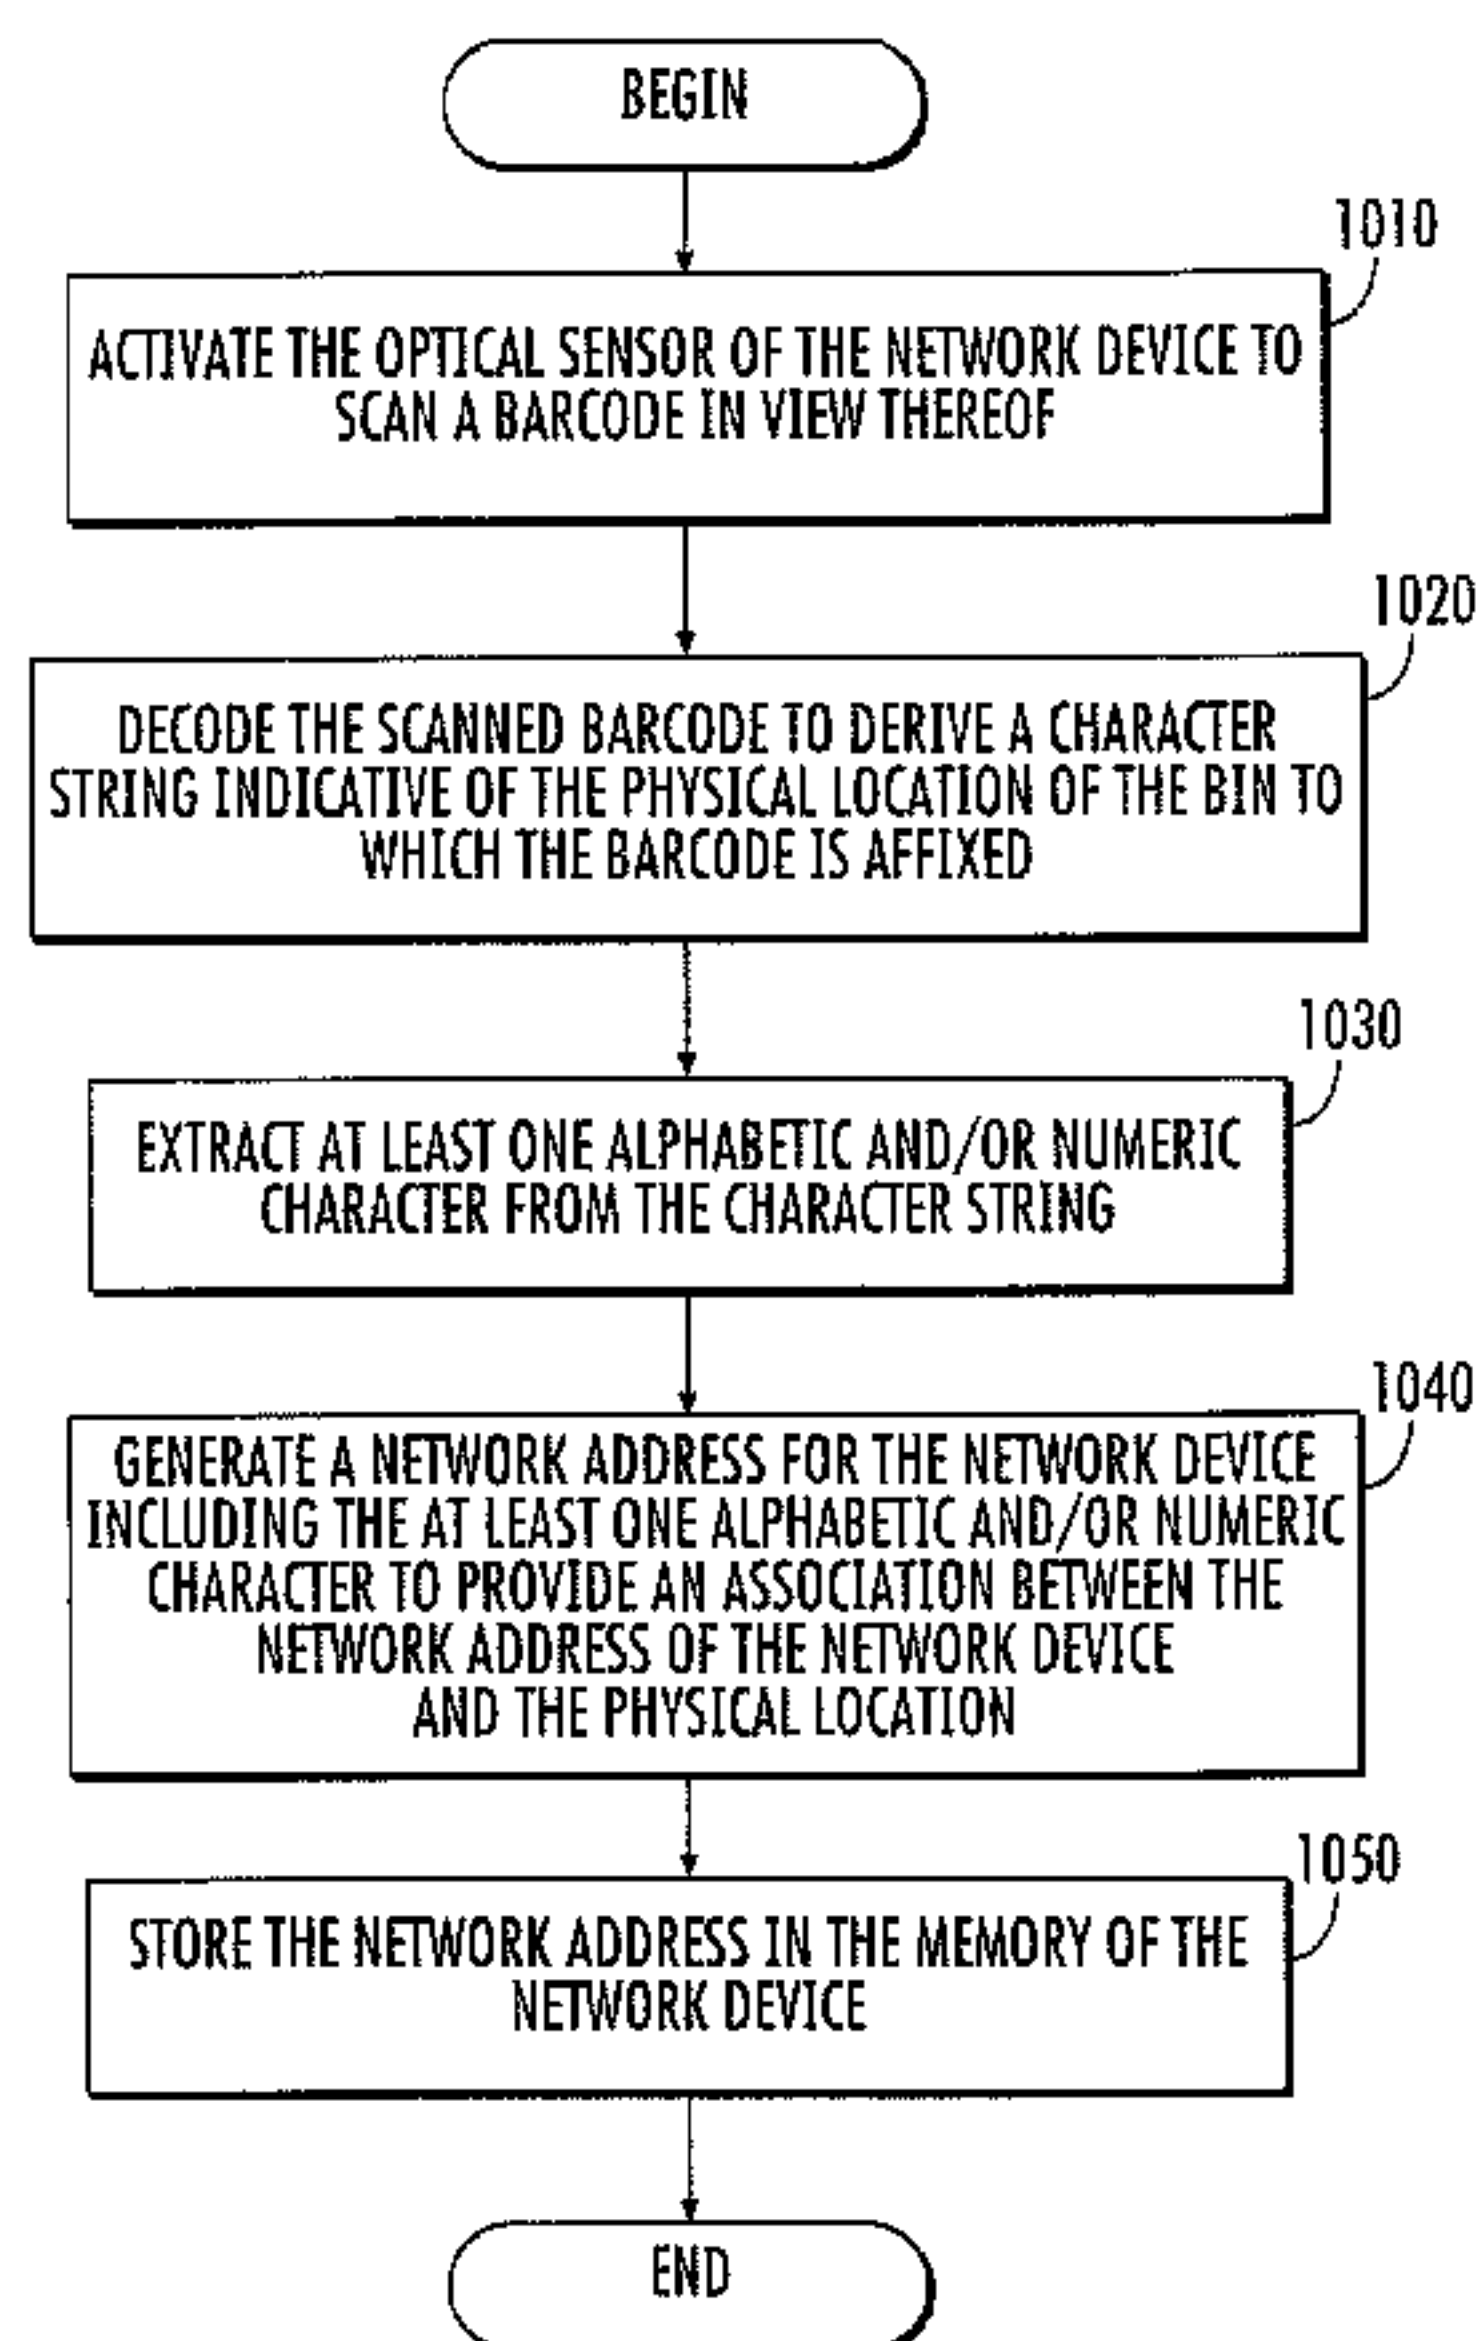 BEGIN
1010
ACTIVATE THE OPTICAL SENSOR OF THE NETWORK DEVICE TO
SCAN A BARCODE IN VIEW THEREOF
1020
DECODE THE SCANNED BARCODE TO DERIVE A CHARACTER
STRING INDICATIVE OF THE PHYSICAL LOCATION OF THE BIN TO
WHICH THE BARCODE IS AFFIXED
1030
EXTRACT AT LEAST ONE ALPHABETIC AND/OR NUMERIC
CHARACTER FROM THE CHARACTER STRING
1040
GENERATE A NETWORK ADDRESS FOR THE NETWORK DEVICE
INCLUDING THE AT LEAST ONE ALPHABETIC AND/OR NUMERIC
CHARACTER TO PROVIDE AN ASSOCIATION BETWEEN THE
NETWORK ADDRESS OF THE NETWORK DEVICE
AND THE PHYSICAL LOCATION
1050
STORE THE NETWORK ADDRESS IN THE MEMORY OF THE
NETWORK DEVICE
END